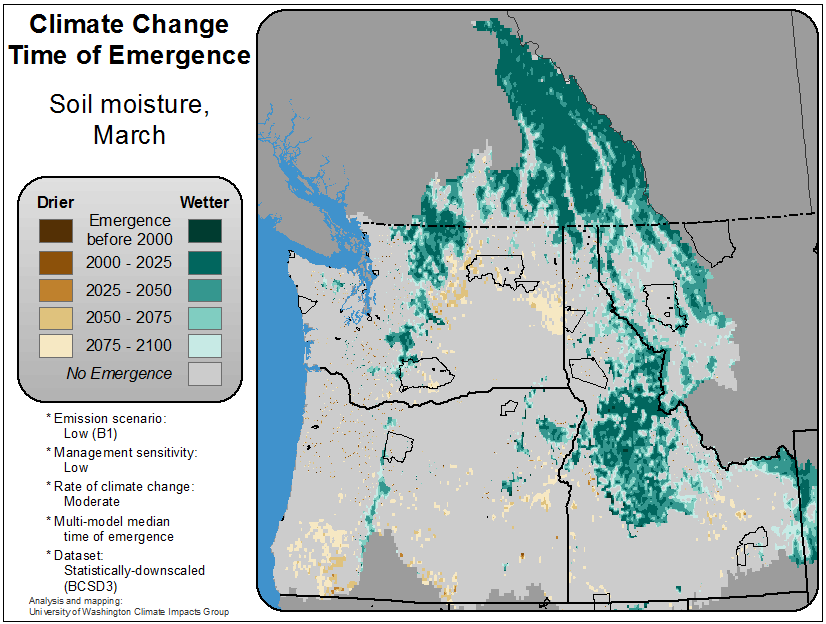 Climate Change
Time of Emergence
Soil moisture,
March
Drier Wetter
Emergence
before 2000
2000 - 2025
2025 - 2050
2050 - 2075
2075 - 2100
No Emergence
* Emission scenario:
Low (B1)
* Management sensitivity:
Low
* Rate of climate change:
Moderate
* Multi-model median
time of emergence
* Dataset:
Statistically-downscaled
(BCSD3)
Analysis and mapping:
University of Washington Climate Impacts Group